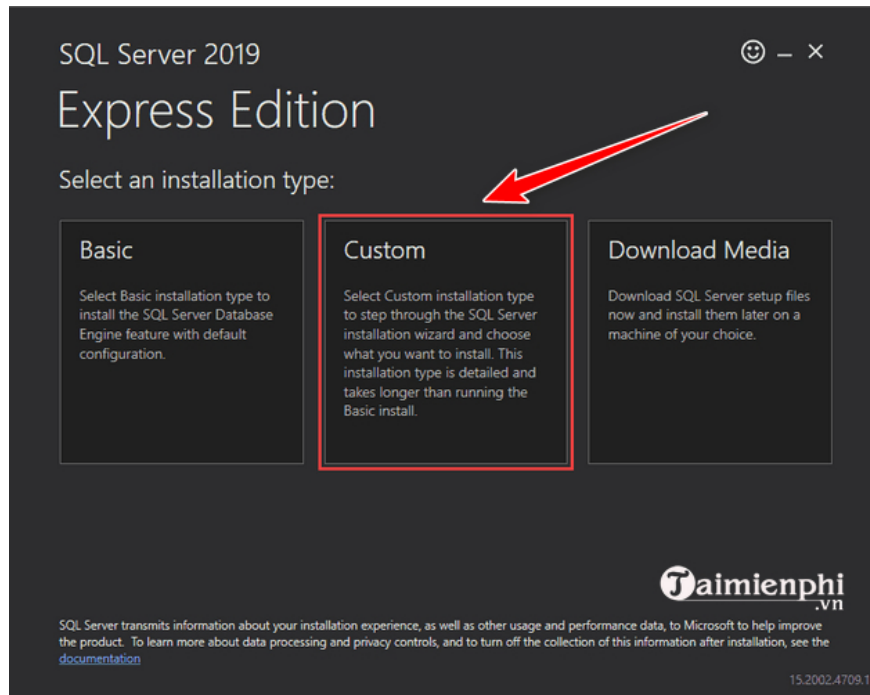 SQL Server 2019
Express Edition
Select an installation type:
Basic
Select Basic installation type to
install the SQL Server Database
Engine feature with default
configuration.
Custom
Select Custom installation type
to step through the SQL Server
installation wizard and choose
what you want to install. This
installation type is detailed and
takes longer than running the
Basic install.
Download Media
Download SQL Server setup files
now and install them later on a
machine of your choice.
Taimienphi
.vn
SQL Server transmits information about your installation experience, as well as other usage and performance data, to Microsoft to help improve
the product. To learn more about data processing and privacy controls, and to turn off the collection of this information after installation, see the
documentation
15.2002.4709.1